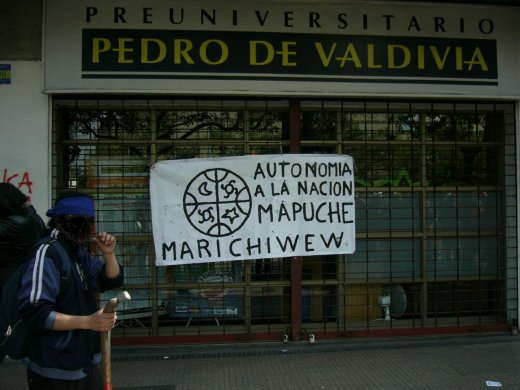 PREUNIVERSITARIO
PEDRO DE VALDIVIA
AUTONOMIA
A LA NACION
MAPUCHE
MARICHIWEW